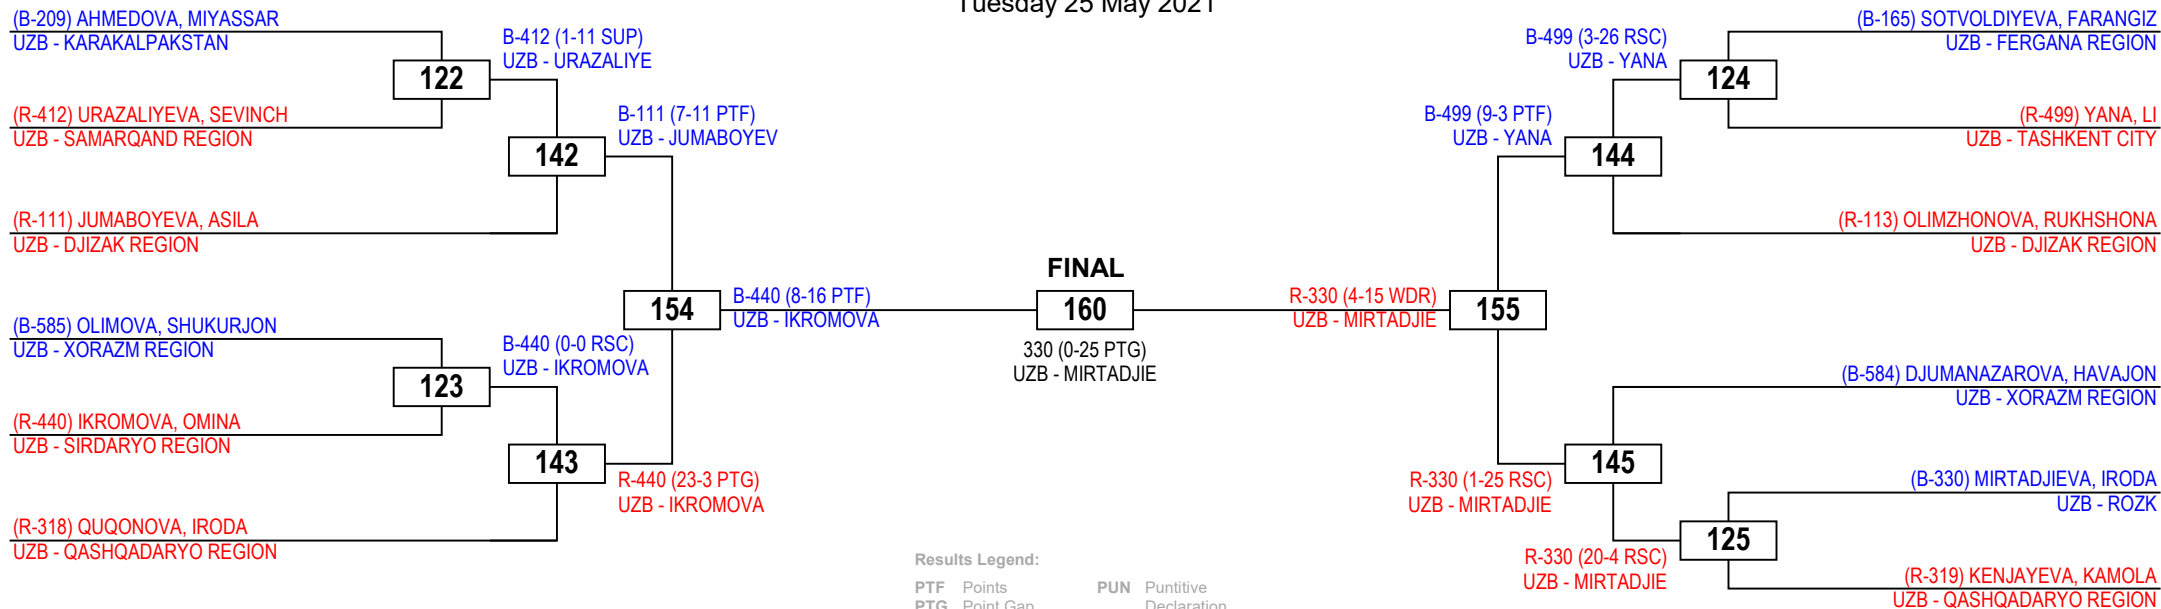 Tuesday 25 May 2021
(B-209) AHMEDOVA, MIYASSAR
UZB - KARAKALPAKSTAN
B-412 (1-11 SUP)
UZB - URAZALIYE
122
(R-412) URAZALIYEVA, SEVINCH
UZB - SAMARQAND REGION
B-111 (7-11 PTF)
UZB - JUMABOYEV
142
(R-111) JUMABOYEVA, ASILA
UZB - DJIZAK REGION
154
B-440 (8-16 PTF)
UZB - IKROMOVA
(B-585) OLIMOVA, SHUKURJON
UZB - XORAZM REGION
B-440 (0-0 RSC)
UZB - IKROMOVA
123
(R-440) IKROMOVA, OMINA
UZB - SIRDARYO REGION
143
R-440 (23-3 PTG)
UZB - IKROMOVA
(R-318) QUQONOVA, IRODA
UZB - QASHQADARYO REGION
FINAL
160
330 (0-25 PTG)
UZB - MIRTADJIE
(B-165) SOTVOLDIYEVA, FARANGIZ
UZB - FERGANA REGION
B-499 (3-26 RSC)
UZB - YANA
124
(R-499) YANA, LI
UZB - TASHKENT CITY
B-499 (9-3 PTF)
UZB - YANA
144
(R-113) OLIMZHONOVA, RUKHSHONA
UZB - DJIZAK REGION
R-330 (4-15 WDR)
UZB - MIRTADJIE
155
(B-584) DJUMANAZAROVA, HAVAJON
UZB - XORAZM REGION
145
R-330 (1-25 RSC)
UZB - MIRTADJIE
(B-330) MIRTADJIEVA, IRODA
UZB - ROZK
125
R-330 (20-4 RSC)
UZB - MIRTADJIE
(R-319) KENJAYEVA, KAMOLA
UZB - QASHQADARYO REGION
Results Legend:
PTF Points PUN Puntitive
PTG Point Gap Declaration